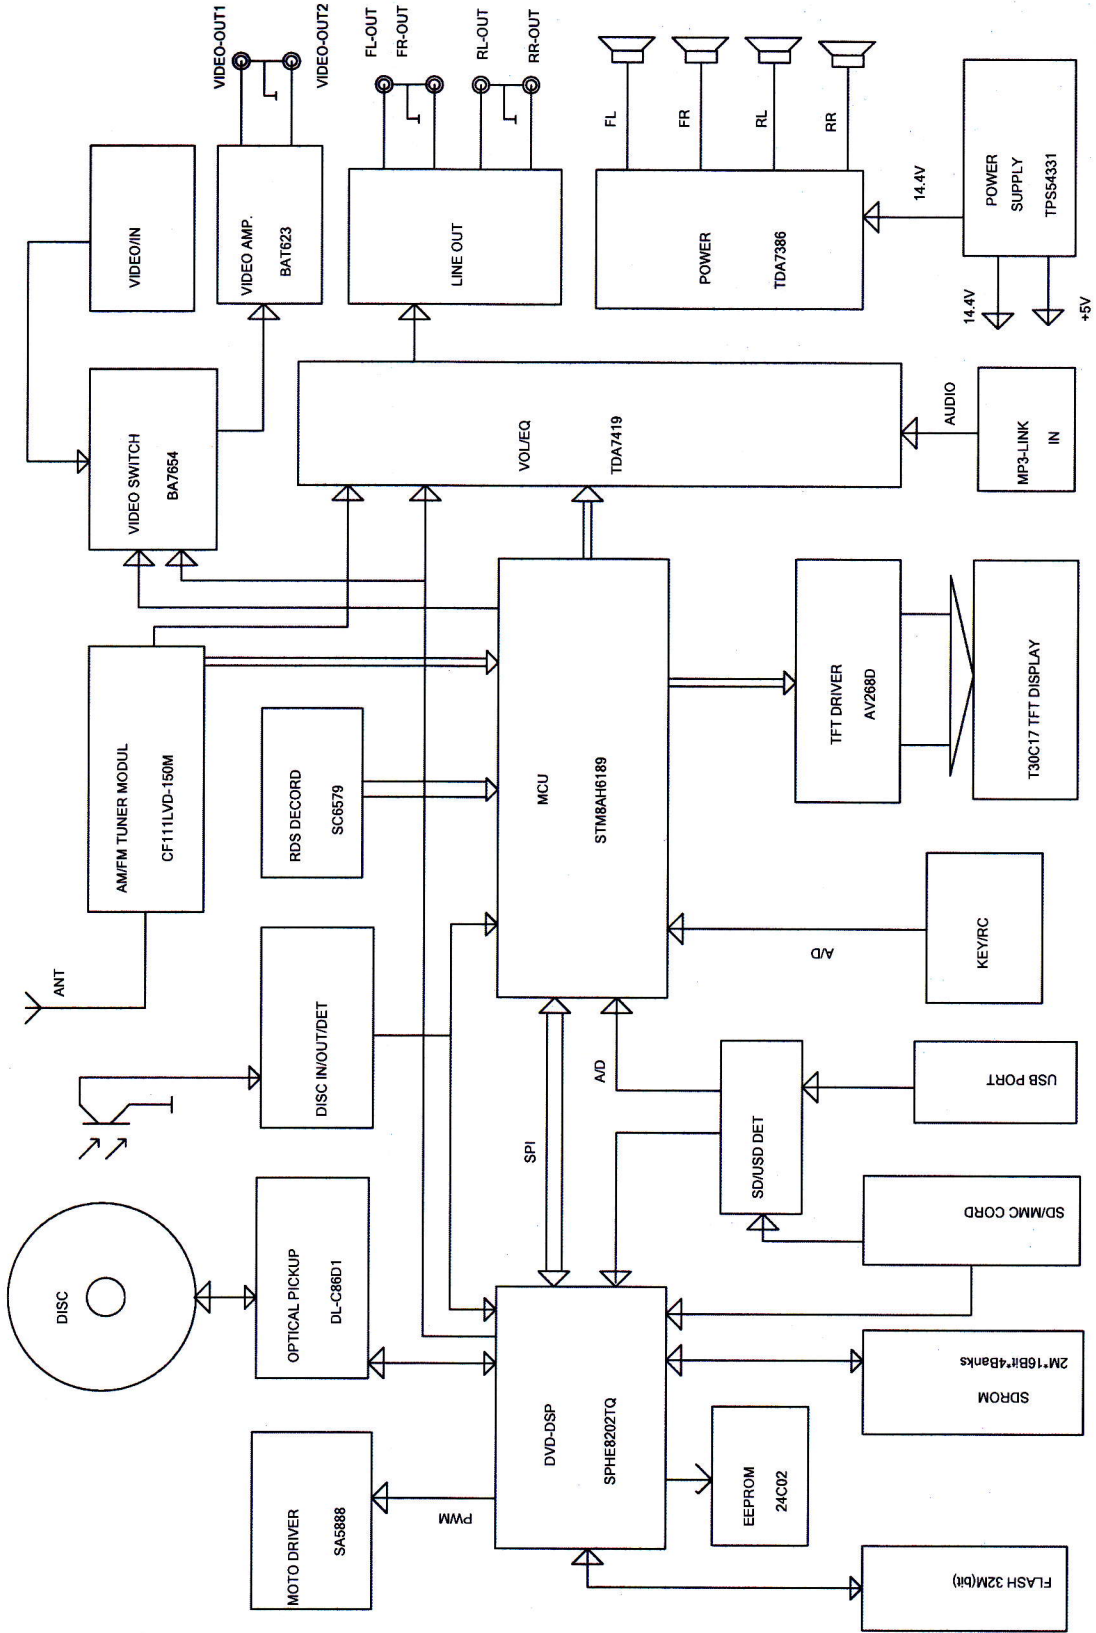 DISC
OPTICAL PICKUP
DL-C86D1
MOTO DRIVER
SA5888
PWM
DVD-DSP
SPHE8202TQ
EEPROM
24C02
FLASH 32M(bit)
SDROM
2M*16Bit*4Banks
SD/MMC CORD
USB PORT
SD/USD DET
A/D
SPI
DISC IN/OUT/DET
ANT
AM/FM TUNER MODUL
CF111LVD-150M
RDS DECORD
SC6579
MCU
STM8AH6189
KEY/RC
A/D
TFT DRIVER
AV268D
T30C17 TFT DISPLAY
VIDEO SWITCH
BA7654
VIDEO/IN
VIDEO AMP.
BAT623
VIDEO-OUT1
VIDEO-OUT2
VOL/EQ
TDA7419
AUDIO
MP3-LINK
IN
LINE OUT
FL-OUT
FR-OUT
RL-OUT
RR-OUT
POWER
TDA7386
FL
FR
RL
RR
14.4V
POWER
SUPPLY
TPS54331
14.4V
+5V